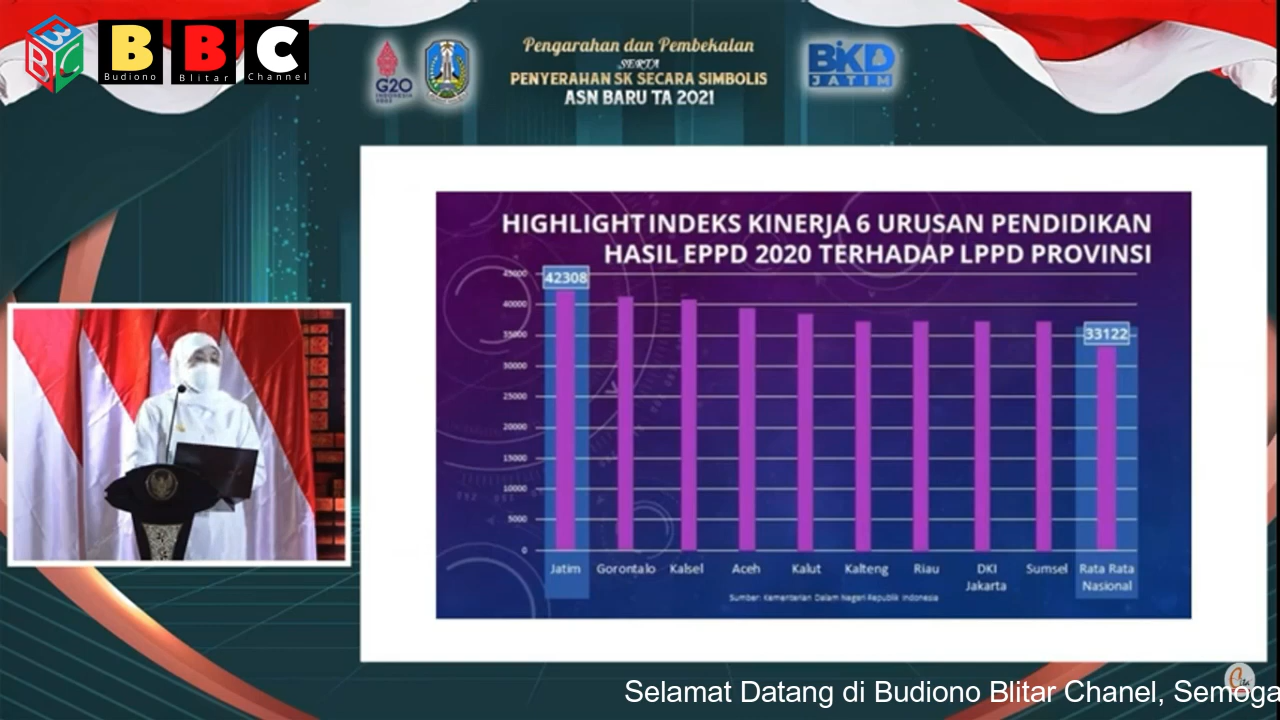 B B C
BBC
Budiono Blitar Channel
G20
INDONESIA
2022
Pengarahan dan Pembekalan
SERTA
PENYERAHAN SK SECARA SIMBOLIS
ASN BARU TA 2021
BKD
JATIM
HIGHLIGHT INDEKS KINERJA 6 URUSAN PENDIDIKAN
HASIL EPPD 2020 TERHADAP LPPD PROVINSI
45000
40000
35000
30000
25000
20000
15000
10000
5000
0
42308
33122
Jatim Gorontalo Kalsel Aceh Kalut Kalteng Riau DKI Jakarta Sumsel Rata Rata Nasional
Sumber: Kementerian Dalam Negeri Republik Indonesia
Selamat Datang di Budiono Blitar Chanel, Semoga